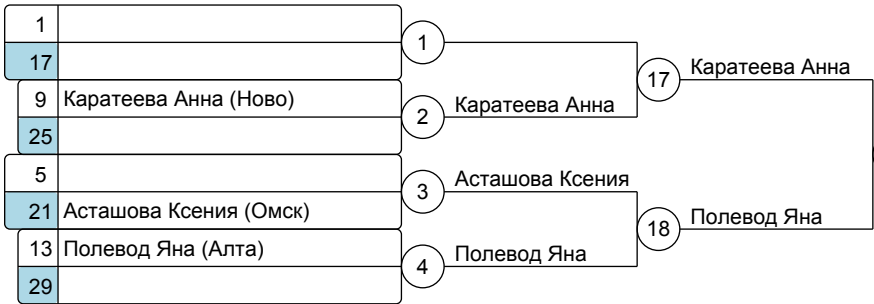 1
17
1
9 Каратеева Анна (Ново)
25
2
Каратеева Анна
17
Каратеева Анна
5
21 Асташова Ксения (Омск)
3
Асташова Ксения
13 Полевод Яна (Алта)
29
4
Полевод Яна
18
Полевод Яна